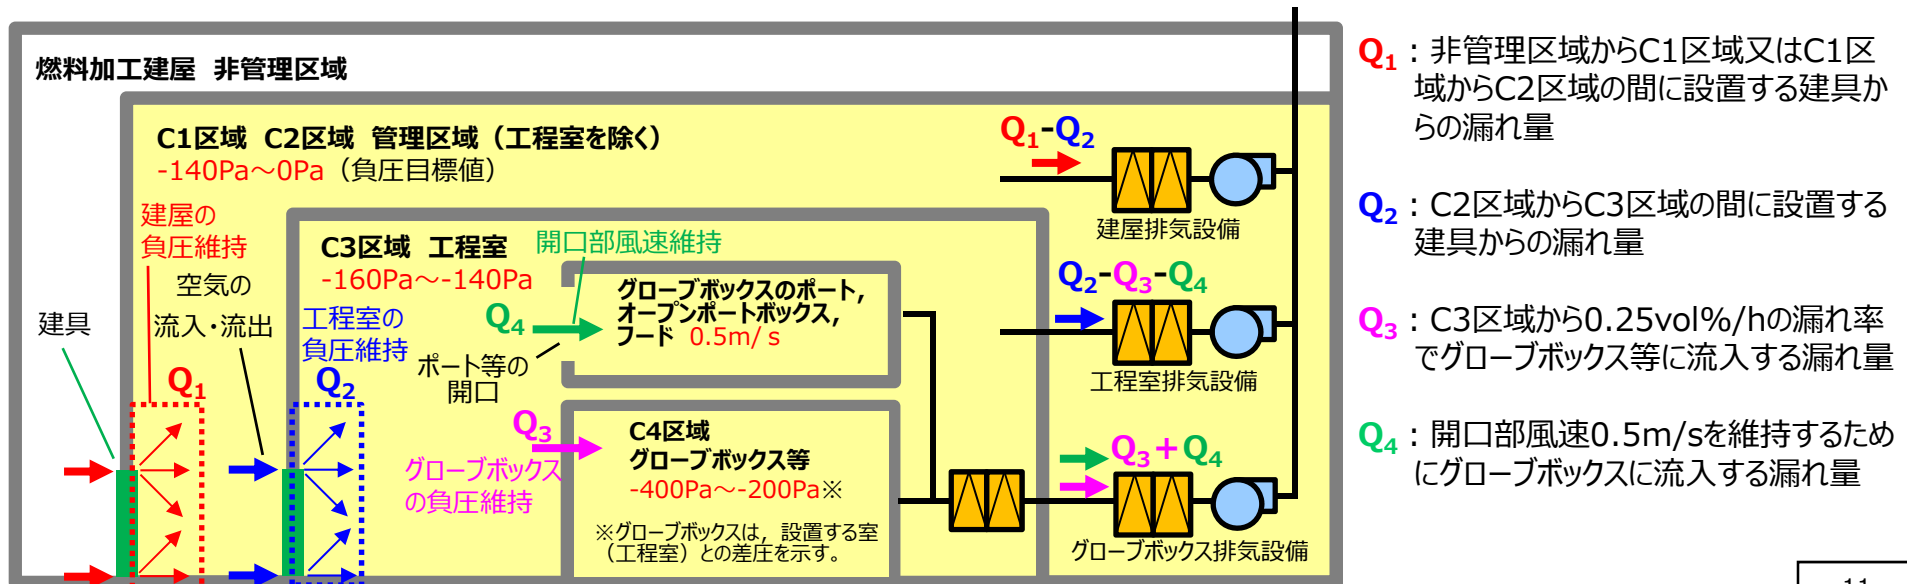 燃料加工建屋 非管理区域
C1区域 C2区域 管理区域（工程室を除く）
-140Pa～0Pa（負圧目標値）
建屋の
負圧維持
空気の
流入・流出
建具
Q1
C3区域 工程室
-160Pa～-140Pa
開口部風速維持
工程室の
負圧維持
Q2
Q4
ポート等の
開口
グローブボックスのポート，
オープンポートボックス，
フード 0.5m/ s
Q3
グローブボックス
の負圧維持
C4区域
グローブボックス等
-400Pa～-200Pa※
※グローブボックスは，設置する室
（工程室）との差圧を示す。
Q1-Q2
建屋排気設備
Q2-Q3-Q4
工程室排気設備
Q3＋Q4
グローブボックス排気設備
Q1：非管理区域からC1区域又はC1区
域からC2区域の間に設置する建具か
らの漏れ量
Q2：C2区域からC3区域の間に設置する
建具からの漏れ量
Q3：C3区域から0.25vol%/hの漏れ率
でグローブボックス等に流入する漏れ量
Q4：開口部風速0.5m/sを維持するため
にグローブボックスに流入する漏れ量
11